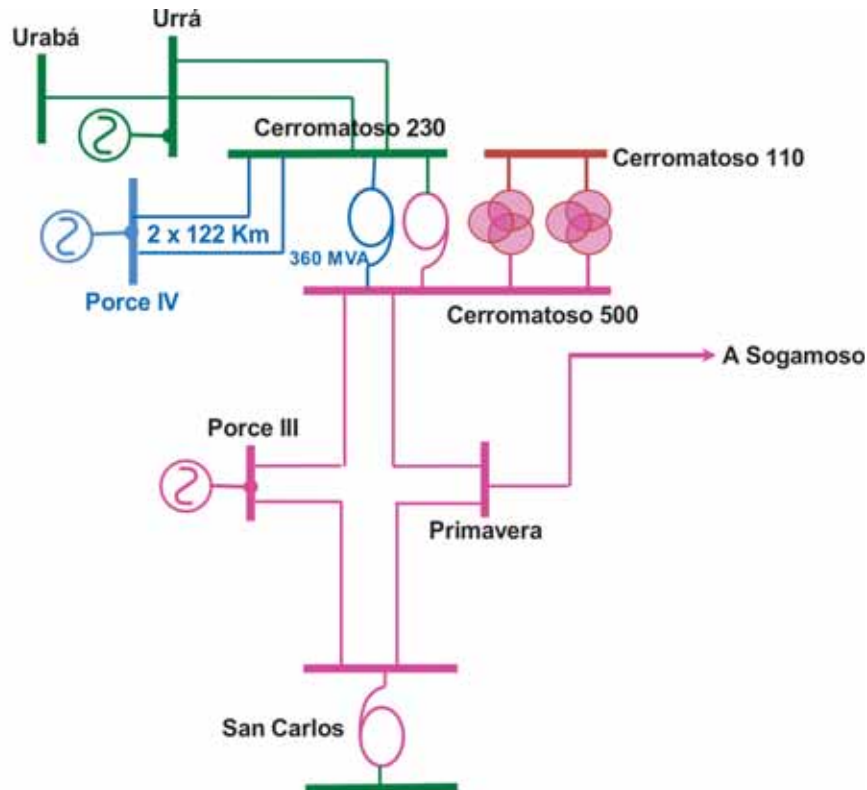 Urrá
Urabá
Cerromatoso 230
Cerromatoso 110
2 x 122 Km
360 MVA
Porce IV
Cerromatoso 500
A Sogamoso
Porce III
Primavera
San Carlos